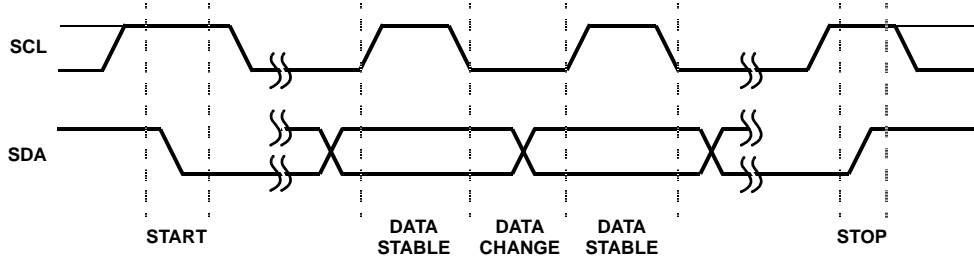 SCL
SDA
START
DATA
STABLE
DATA
CHANGE
DATA
STABLE
STOP